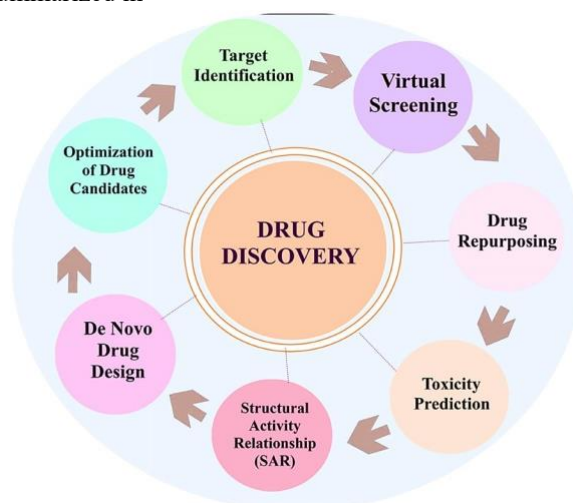 Target
Identification
Virtual
Screening
Drug
Repurposing
Toxicity
Prediction
Structural
Activity
Relationship
(SAR)
De Novo
Drug
Design
Optimization
of Drug
Candidates
DRUG
DISCOVERY